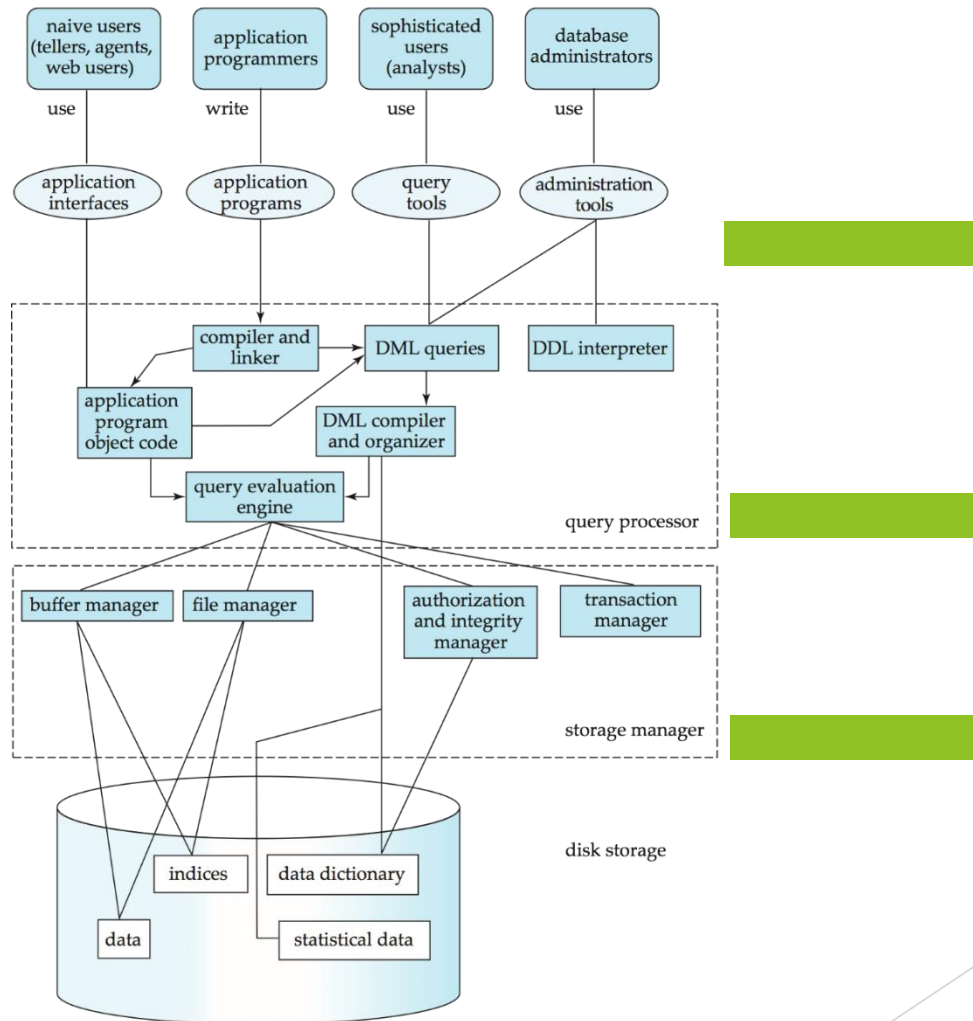 naive users
(tellers, agents,
web users)
application
programmers
sophisticated
users
(analysts)
database
administrators
use
write
use
use
application
interfaces
application
programs
query
tools
administration
tools
compiler and
linker
DML queries
DDL interpreter
application
program
object code
DML compiler
and organizer
query evaluation
engine
query processor
buffer manager
file manager
authorization
and integrity
manager
transaction
manager
storage manager
disk storage
indices
data dictionary
data
statistical data